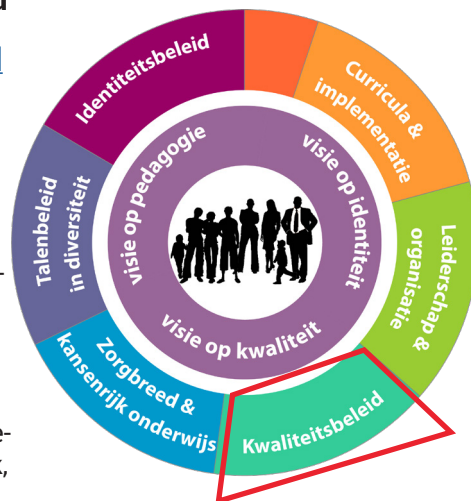 Identiteitsbeleid
Curricula &
implementatie
Leiderschap &
organisatie
Kwaliteitsbeleid
Zorgbreed &
kansenrijk onderwijs
Talenbeleid
in diversiteit
visie op pedagogie
visie op identiteit
visie op kwaliteit